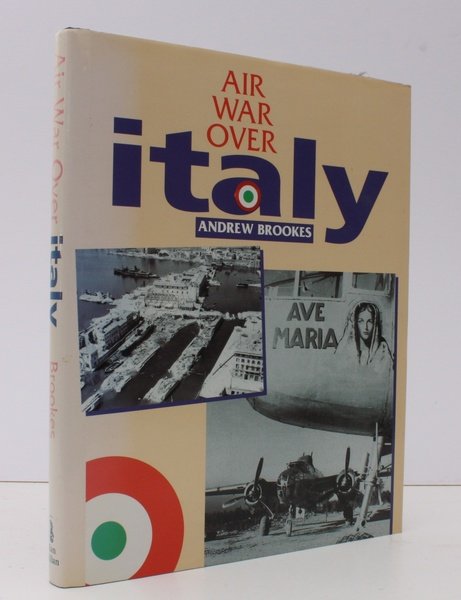 AIR
WAR
OVER
italy
ANDREW BROOKES
AVE
MARIA
Air War Over italy
Brookes